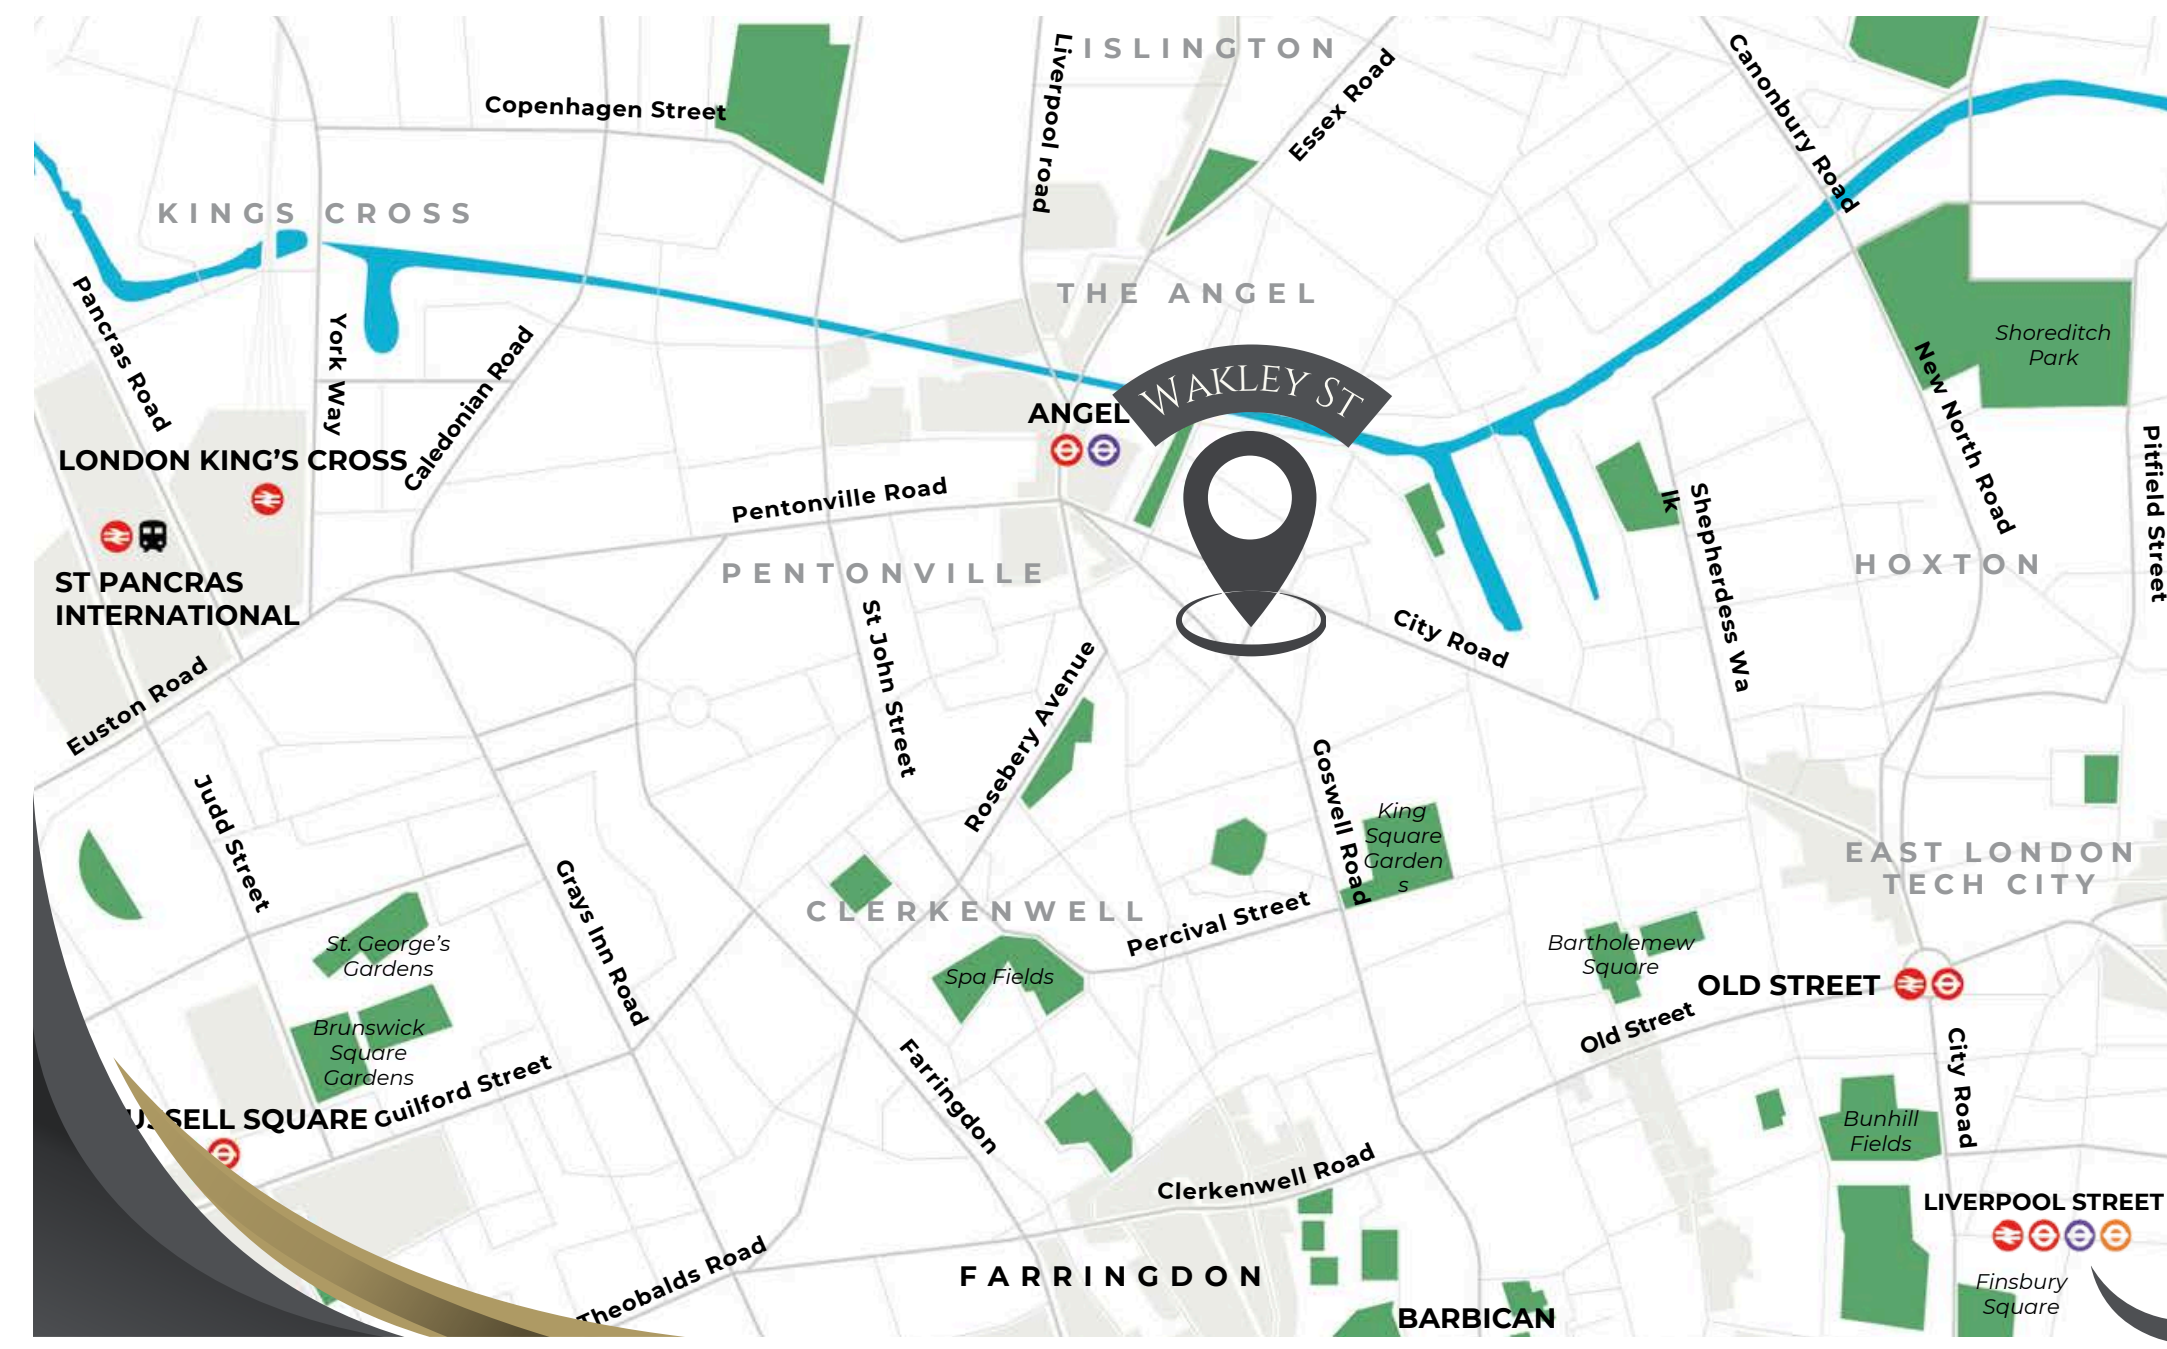 ISLINGTON
Liverpool road
Essex Road
Canonbury Road
Copenhagen Street
KINGS CROSS
THE ANGEL
Pancras Road
York Way
Caledonian Road
Shoreditch
Park
New North Road
WAKLEY ST
ANGEL
LONDON KING'S CROSS
Pentonville Road
lk
Shepherdess Wa
Pitfield Street
ST PANCRAS
INTERNATIONAL
PENTONVILLE
HOXTON
St John Street
City Road
Rosebery Avenue
Euston Road
Judd Street
Goswell Road
King
Square
Garden
s
EAST LONDON
TECH CITY
Grays Inn Road
CLERKENWELL
Percival Street
St. George's
Gardens
Spa Fields
Bartholemew
Square
OLD STREET
Old Street
Brunswick
Square
Gardens
Guilford Street
Farringdon
City Road
USSELL SQUARE
Bunhill
Fields
Clerkenwell Road
LIVERPOOL STREET
Theobalds Road
FARRINGDON
Finsbury
Square
BARBICAN